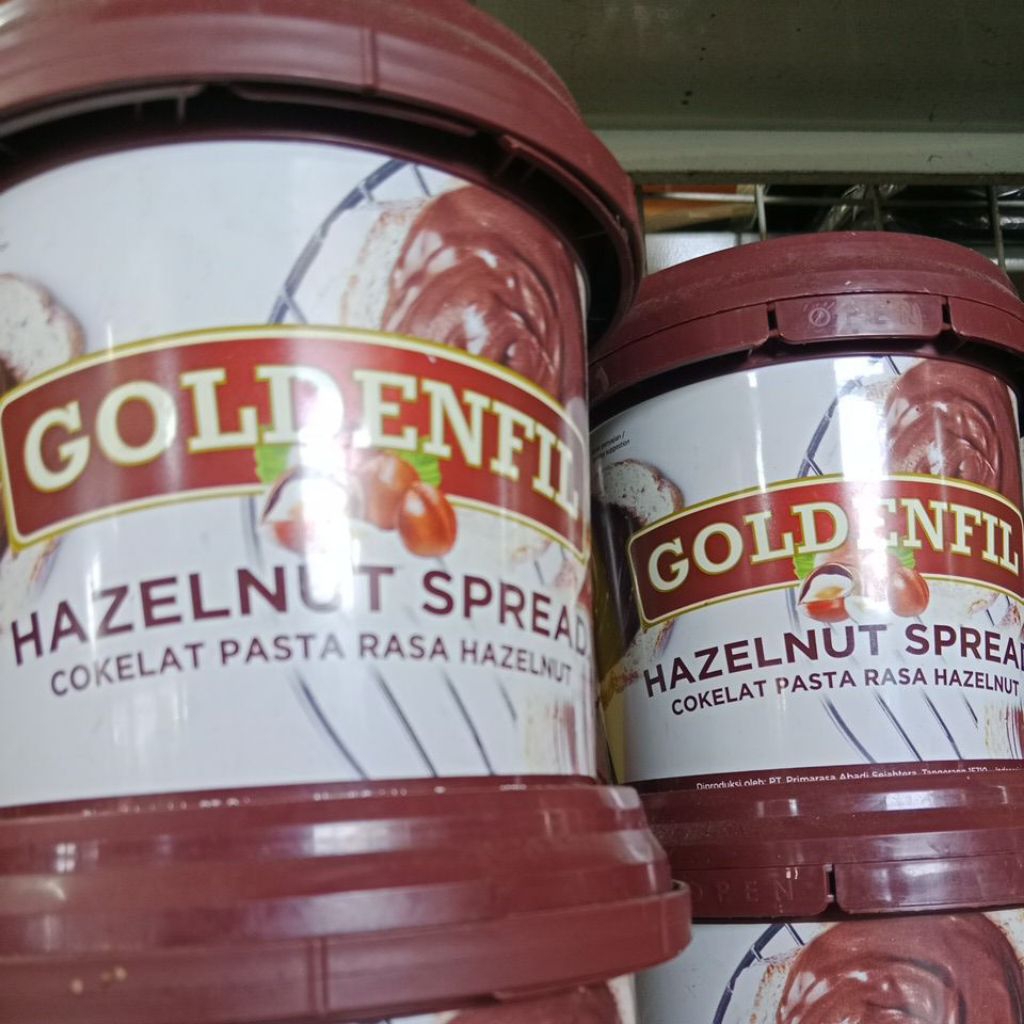 GOLDENFIL
HAZELNUT SPREAD
COKELAT PASTA RASA HAZELNUT
OPEN
GOLDENFIL
HAZELNUT SPREAD
COKELAT PASTA RASA HAZELNUT
Diproduksi oleh: PT. Primarasa Abadi Sejahtera, Tangerang 15710
OPEN